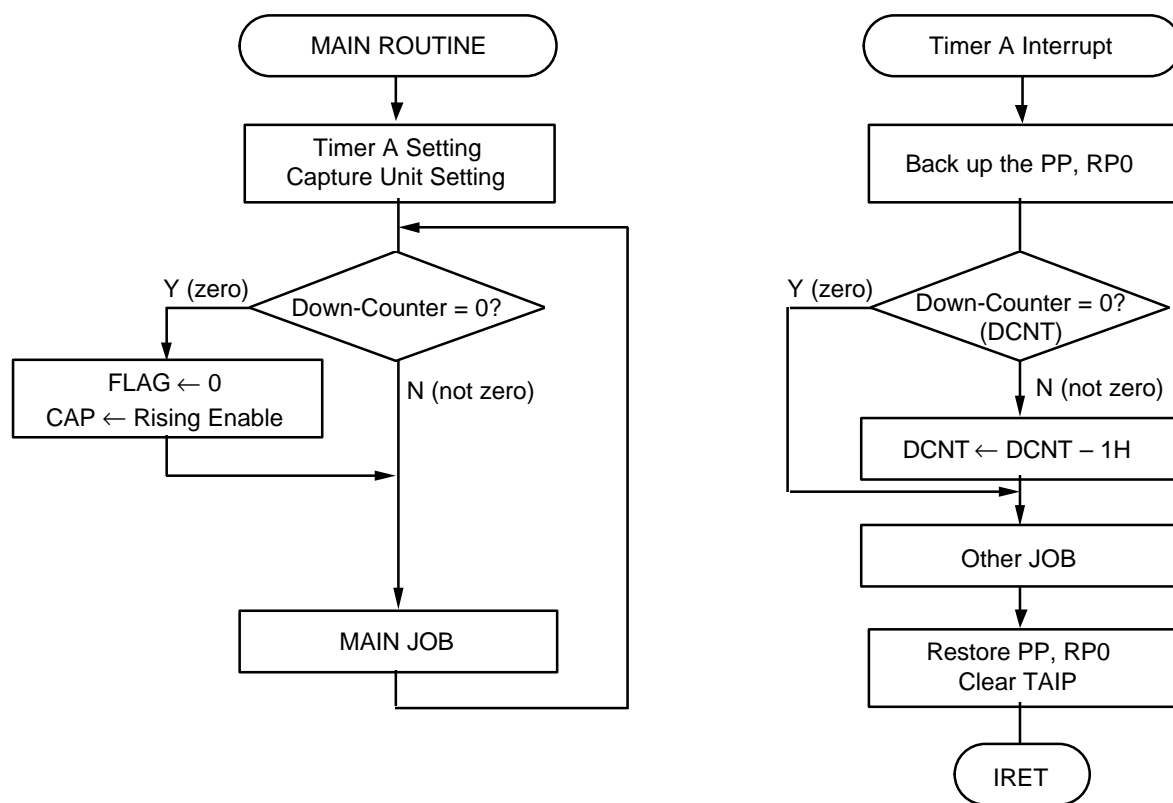 MAIN ROUTINE
Timer A Setting
Capture Unit Setting
Y (zero)
Down-Counter = 0?
FLAG ← 0
CAP ← Rising Enable
N (not zero)
MAIN JOB
Timer A Interrupt
Back up the PP, RP0
Y (zero)
Down-Counter = 0?
(DCNT)
N (not zero)
DCNT ← DCNT – 1H
Other JOB
Restore PP, RP0
Clear TAIP
IRET